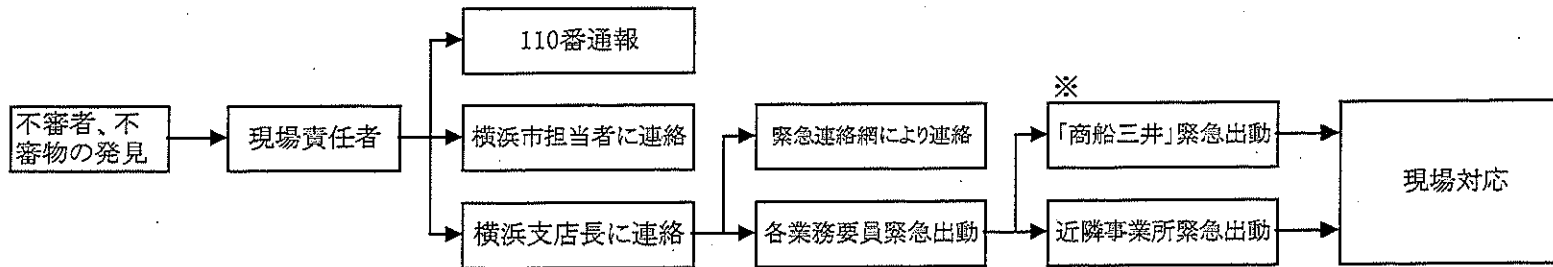 110番通報
※
不審者、不
審物の発見
現場責任者
横浜市担当者に連絡
緊急連絡網により連絡
「商船三井」緊急出動
現場対応
横浜支店長に連絡
各業務要員緊急出動
近隣事業所緊急出動